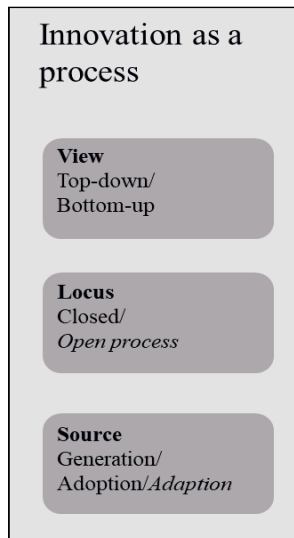 Innovation as a
process
View
Top-down/
Bottom-up
Locus
Closed/
Open process
Source
Generation/
Adoption/Adaption